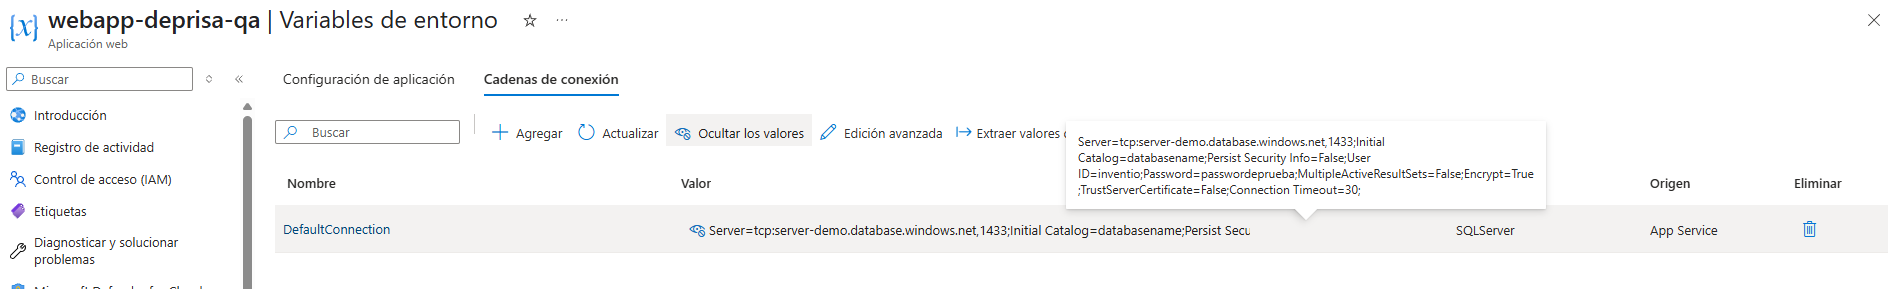 webapp-deprisa-qa | Variables de entorno
Aplicación web
Buscar
Introducción
Registro de actividad
Control de acceso (IAM)
Etiquetas
Diagnosticar y solucionar
problemas
Configuración de aplicación
Cadenas de conexión
Buscar
Agregar
Actualizar
Ocultar los valores
Edición avanzada
Extraer valores
Server=tcp:server-demo.database.windows.net,1433;Initial
Catalog=databasename;Persist Security Info=False;User
ID=inventio;Password=passwordeprueba;MultipleActiveResultSets=False;Encrypt=True
;TrustServerCertificate=False;Connection Timeout=30;
Nombre
Valor
Origen
Eliminar
DefaultConnection
Server=tcp:server-demo.database.windows.net,1433;Initial Catalog=databasename;Persist Secu
SQLServer
App Service